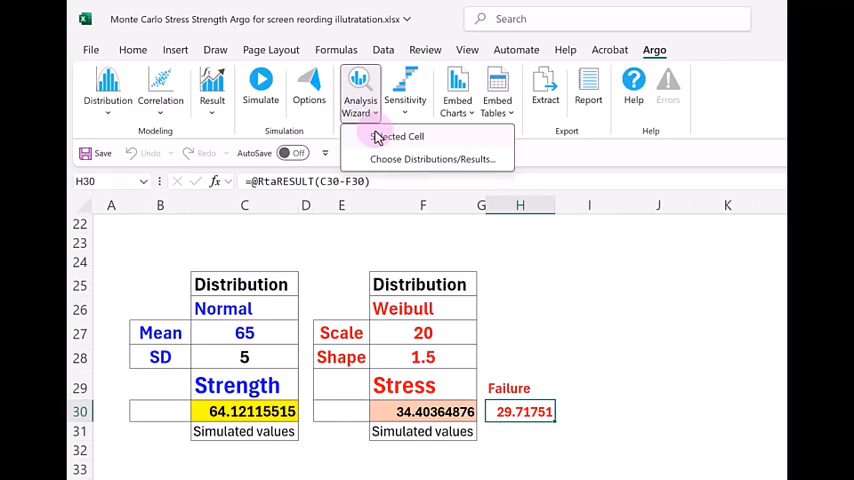 Monte Carlo Stress Strength Argo for screen reording illutratation.xlsx
Search
File Home Insert Draw Page Layout Formulas Data Review View Automate Help Acrobat Argo
Distribution Correlation Result Simulate Options Analysis Wizard Sensitivity Embed Charts Embed Tables Extract Report Help Alarms
Modeling Simulation Export Info
Selected Cell
Choose Distributions/Results...
Save Undo Redo AutoSave Off
H30 fx =@RtaRESULT(C30-F30)
A B C D E F G H I J K
22
23
24
25 Distribution Distribution
26 Normal Weibull
27 Mean 65 Scale 20
28 SD 5 Shape 1.5
29 Strength Stress Failure
30 64.12115515 34.40364876 29.71751
31 Simulated values Simulated values
32
33